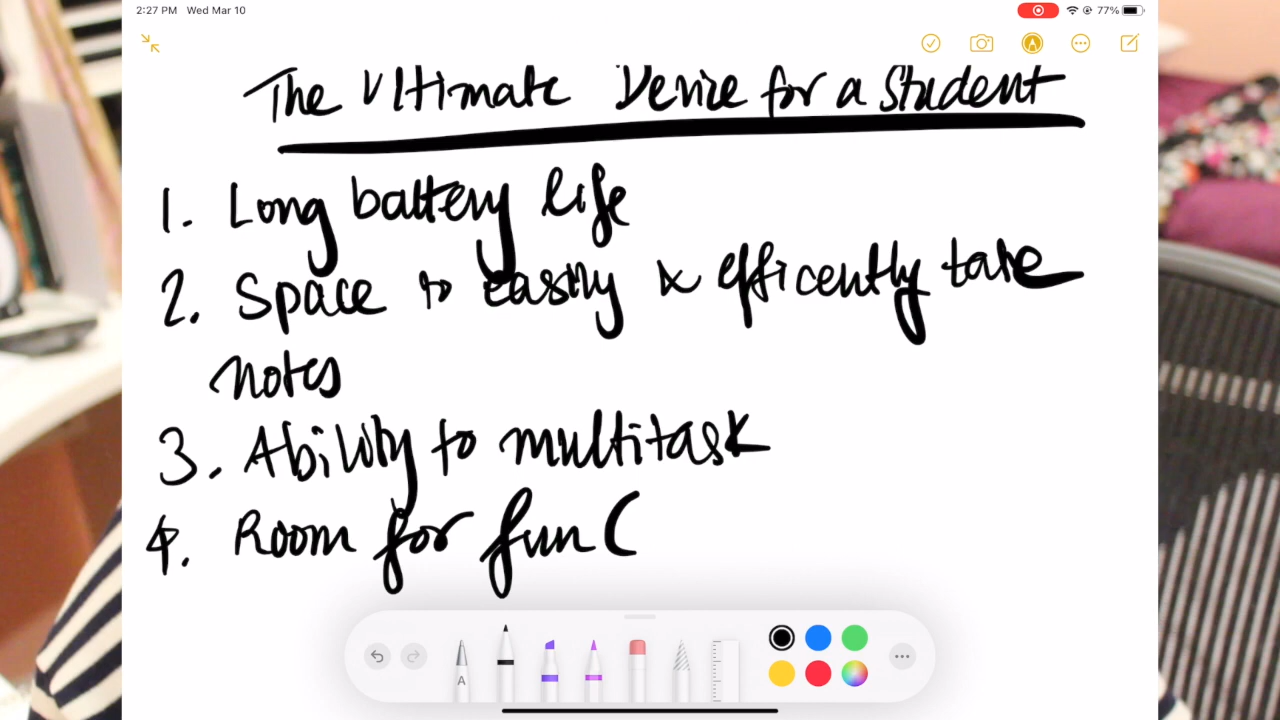 2:27 PM Wed Mar 10
77%
The Ultimate Device for a Student
1. Long battery life
2. Space to easily & efficently take
notes
3. Ability to multitask
4. Room for fun (
A